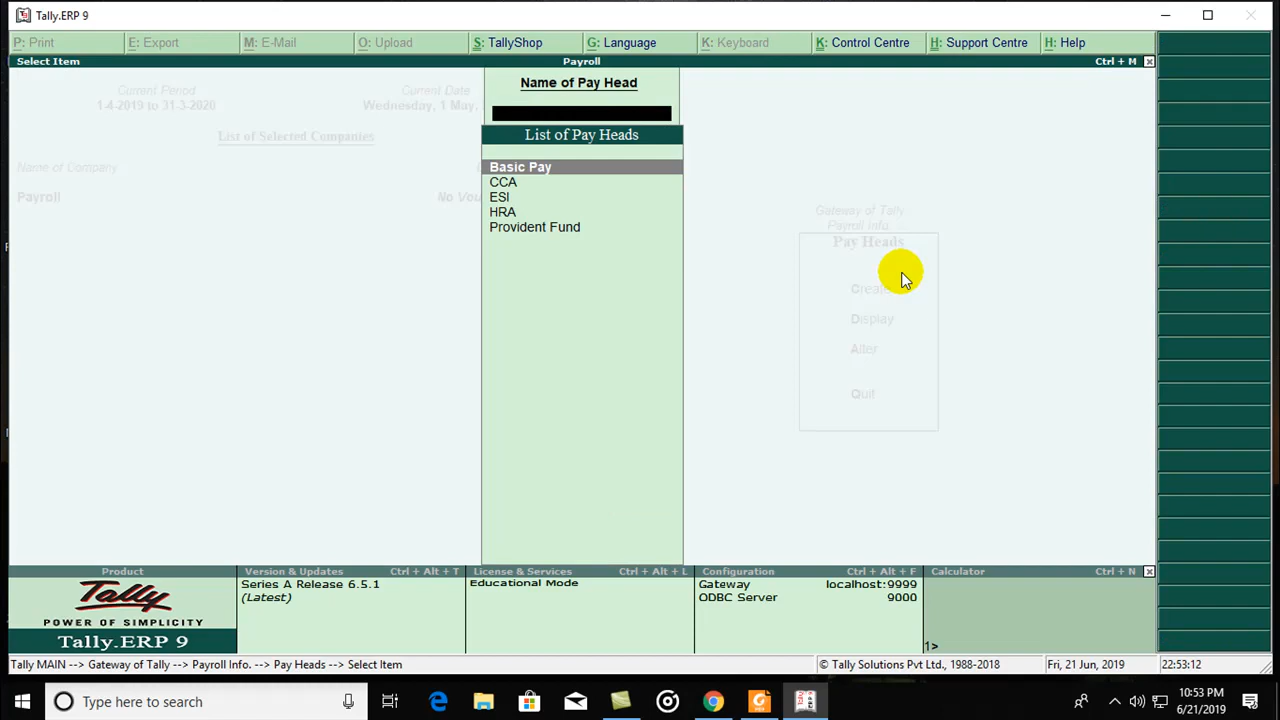 Tally.ERP 9
P: Print
E: Export
M: E-Mail
O: Upload
S: TallyShop
G: Language
K: Keyboard
K: Control Centre
H: Support Centre
H: Help
Select Item
Payroll
Ctrl + M
Current Period
1-4-2019 to 31-3-2020
Current Date
Wednesday, 1 May,
List of Selected Companies
Name of Company
Payroll
No Vou
Name of Pay Head
List of Pay Heads
Basic Pay
CCA
ESI
HRA
Provident Fund
Gateway of Tally
Payroll Info. ...
Pay Heads
Create
Display
Alter
Quit
Product
Version & Updates
Ctrl + Alt + T
License & Services
Ctrl + Alt + L
Configuration
Ctrl + Alt + F
Calculator
Ctrl + N
Tally
POWER OF SIMPLICITY
Tally.ERP 9
Series A Release 6.5.1
(Latest)
Educational Mode
Gateway
localhost:9999
ODBC Server
9000
1>
Tally MAIN --> Gateway of Tally --> Payroll Info. --> Pay Heads --> Select Item
© Tally Solutions Pvt Ltd., 1988-2018
Fri, 21 Jun, 2019
22:53:12
Type here to search
10:53 PM
6/21/2019